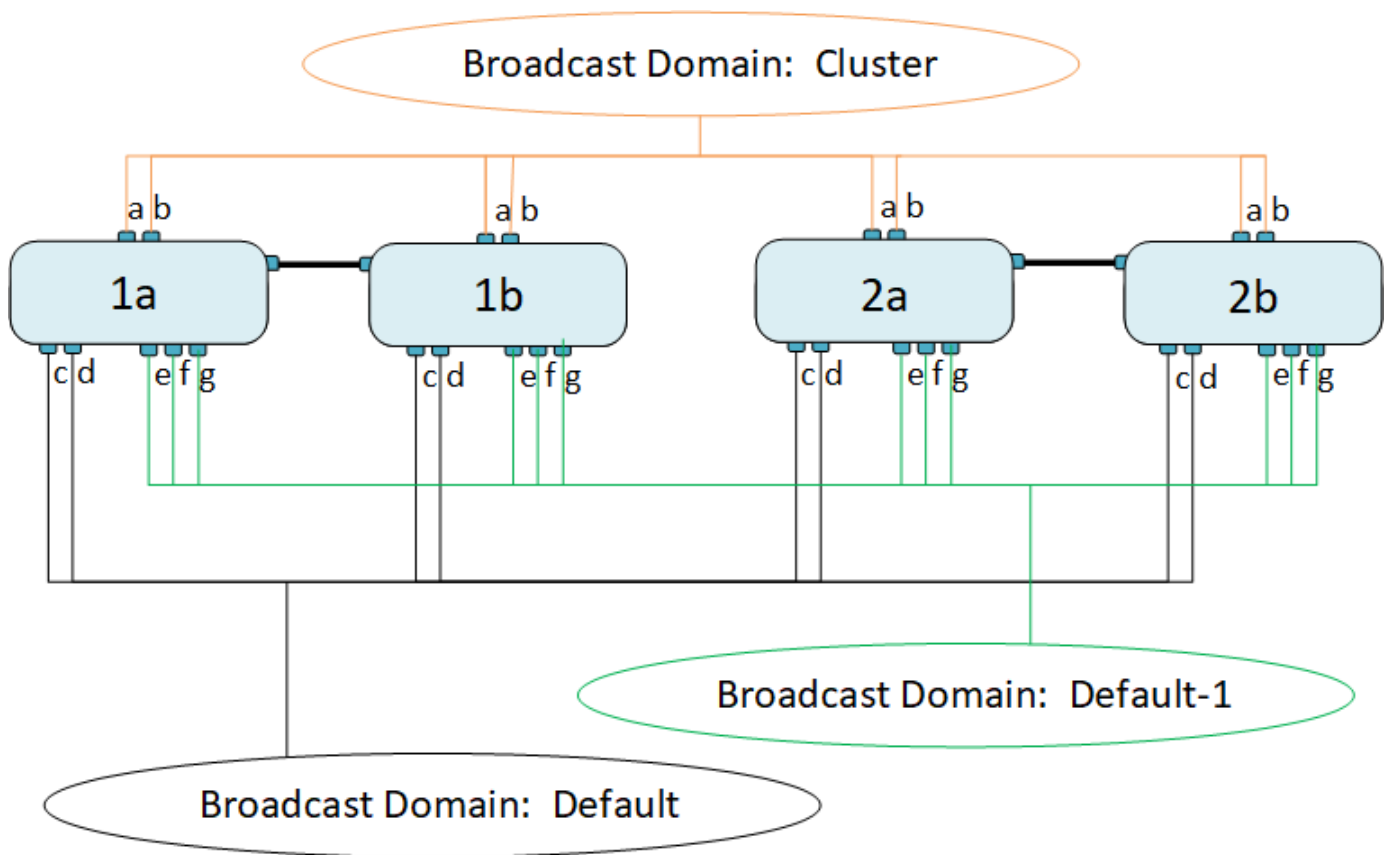 Broadcast Domain: Cluster
a b a b a b a b
1a 1b 2a 2b
c d e f g c d e f g c d e f g c d e f g
Broadcast Domain: Default-1
Broadcast Domain: Default